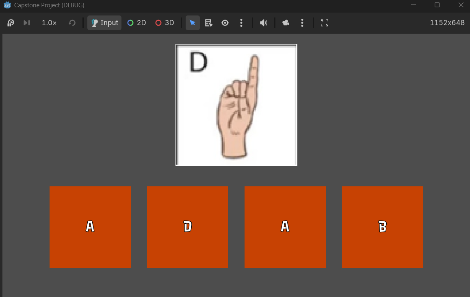 Capstone Project (DEBUG)
1.0x Input 2D 3D 1152x648
D
A D A B